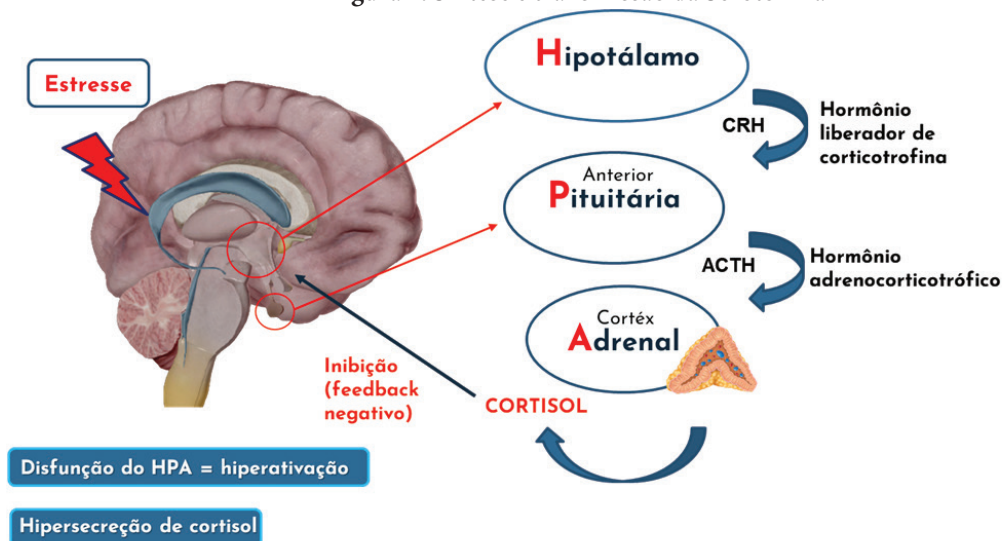 Estresse
Hipotálamo
CRH
Hormônio
liberador de
corticotrofina
Anterior
Pituitária
ACTH
Hormônio
adrenocorticotrófico
Cortéx
Adrenal
Inibição
(feedback
negativo)
CORTISOL
Disfunção do HPA = hiperativação
Hipersecreção de cortisol